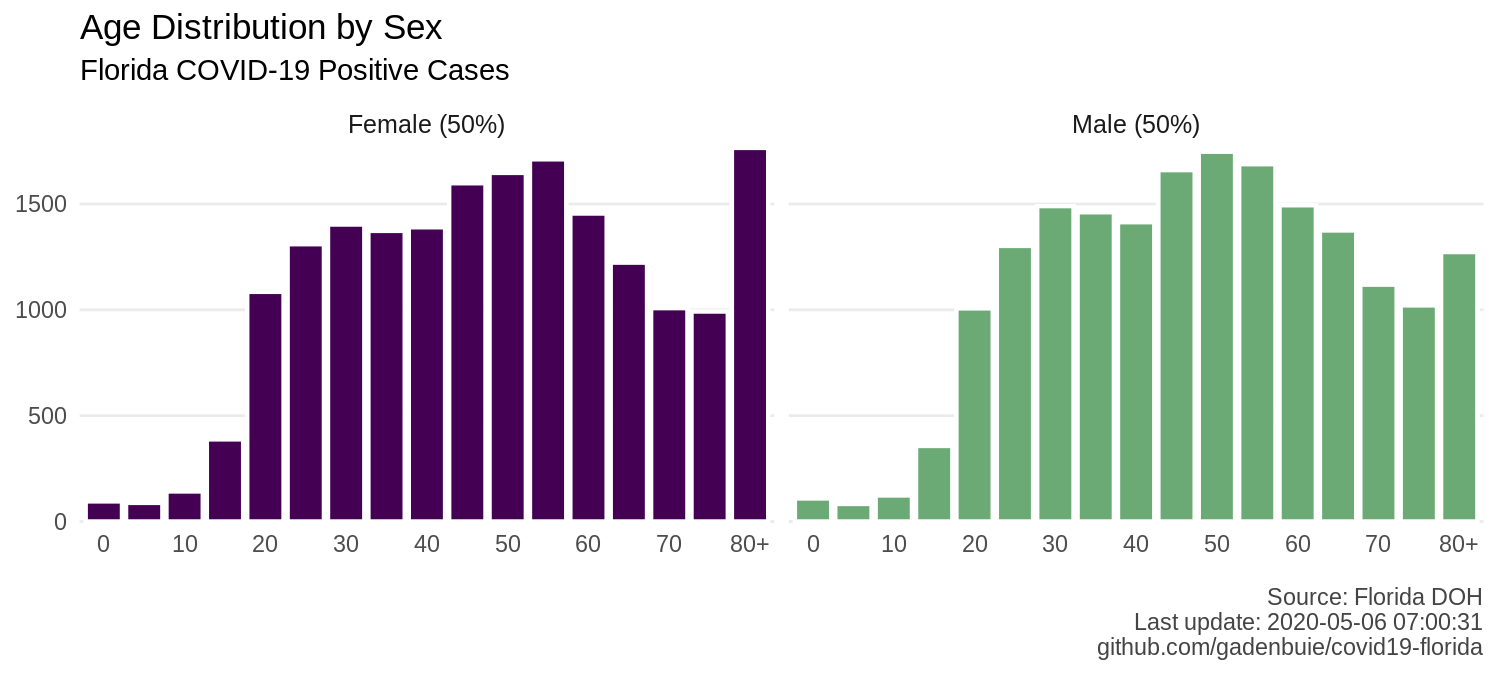 Age Distribution by Sex
Florida COVID-19 Positive Cases
Female (50%)
Male (50%)
1500
1000
500
0
0 10 20 30 40 50 60 70 80+
0 10 20 30 40 50 60 70 80+
Source: Florida DOH
Last update: 2020-05-06 07:00:31
github.com/gadenbuie/covid19-florida